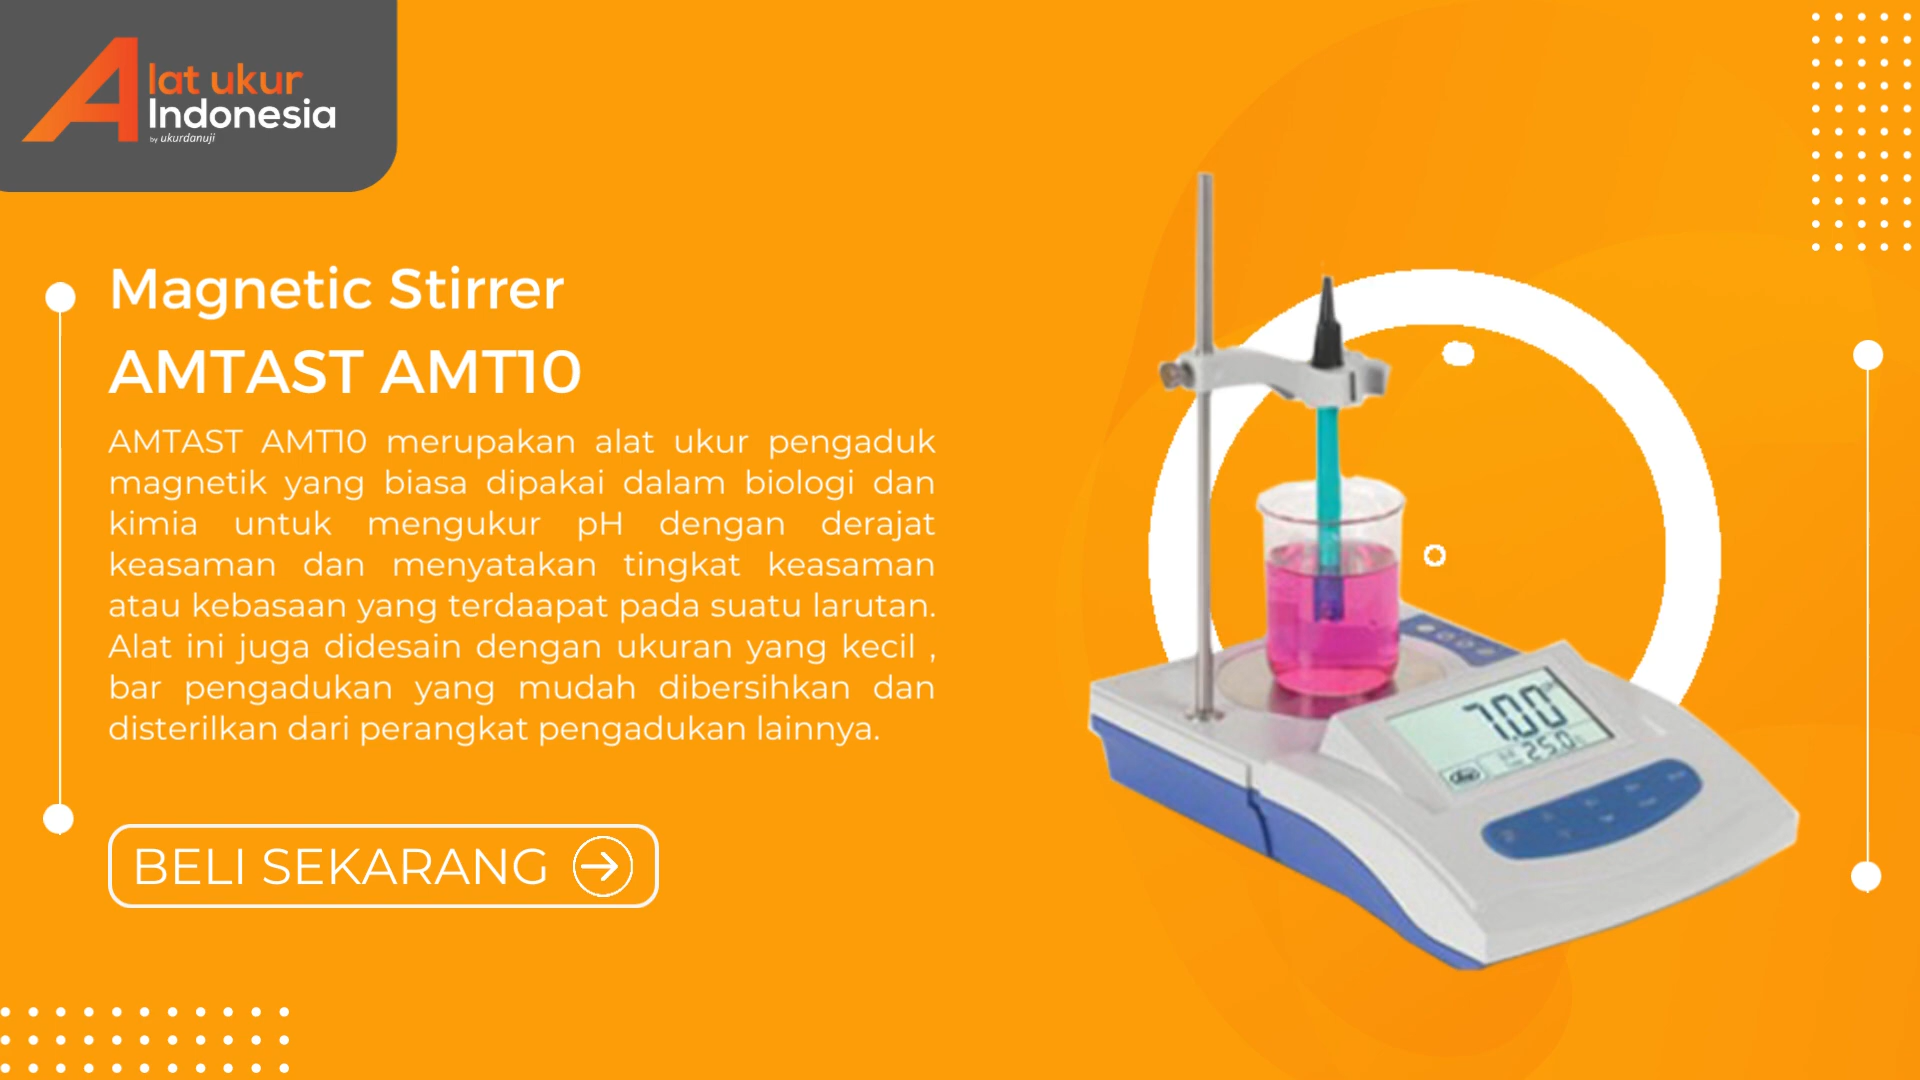 Alat ukur
Indonesia
by ukurdanuji
Magnetic Stirrer
AMTAST AMT10
AMTAST AMT10 merupakan alat ukur pengaduk
magnetik yang biasa dipakai dalam biologi dan
kimia untuk mengukur pH dengan derajat
keasaman dan menyatakan tingkat keasaman
atau kebasaan yang terdaapat pada suatu larutan.
Alat ini juga didesain dengan ukuran yang kecil ,
bar pengadukan yang mudah dibersihkan dan
disterilkan dari perangkat pengadukan lainnya.
BELI SEKARANG
7.00
25.0